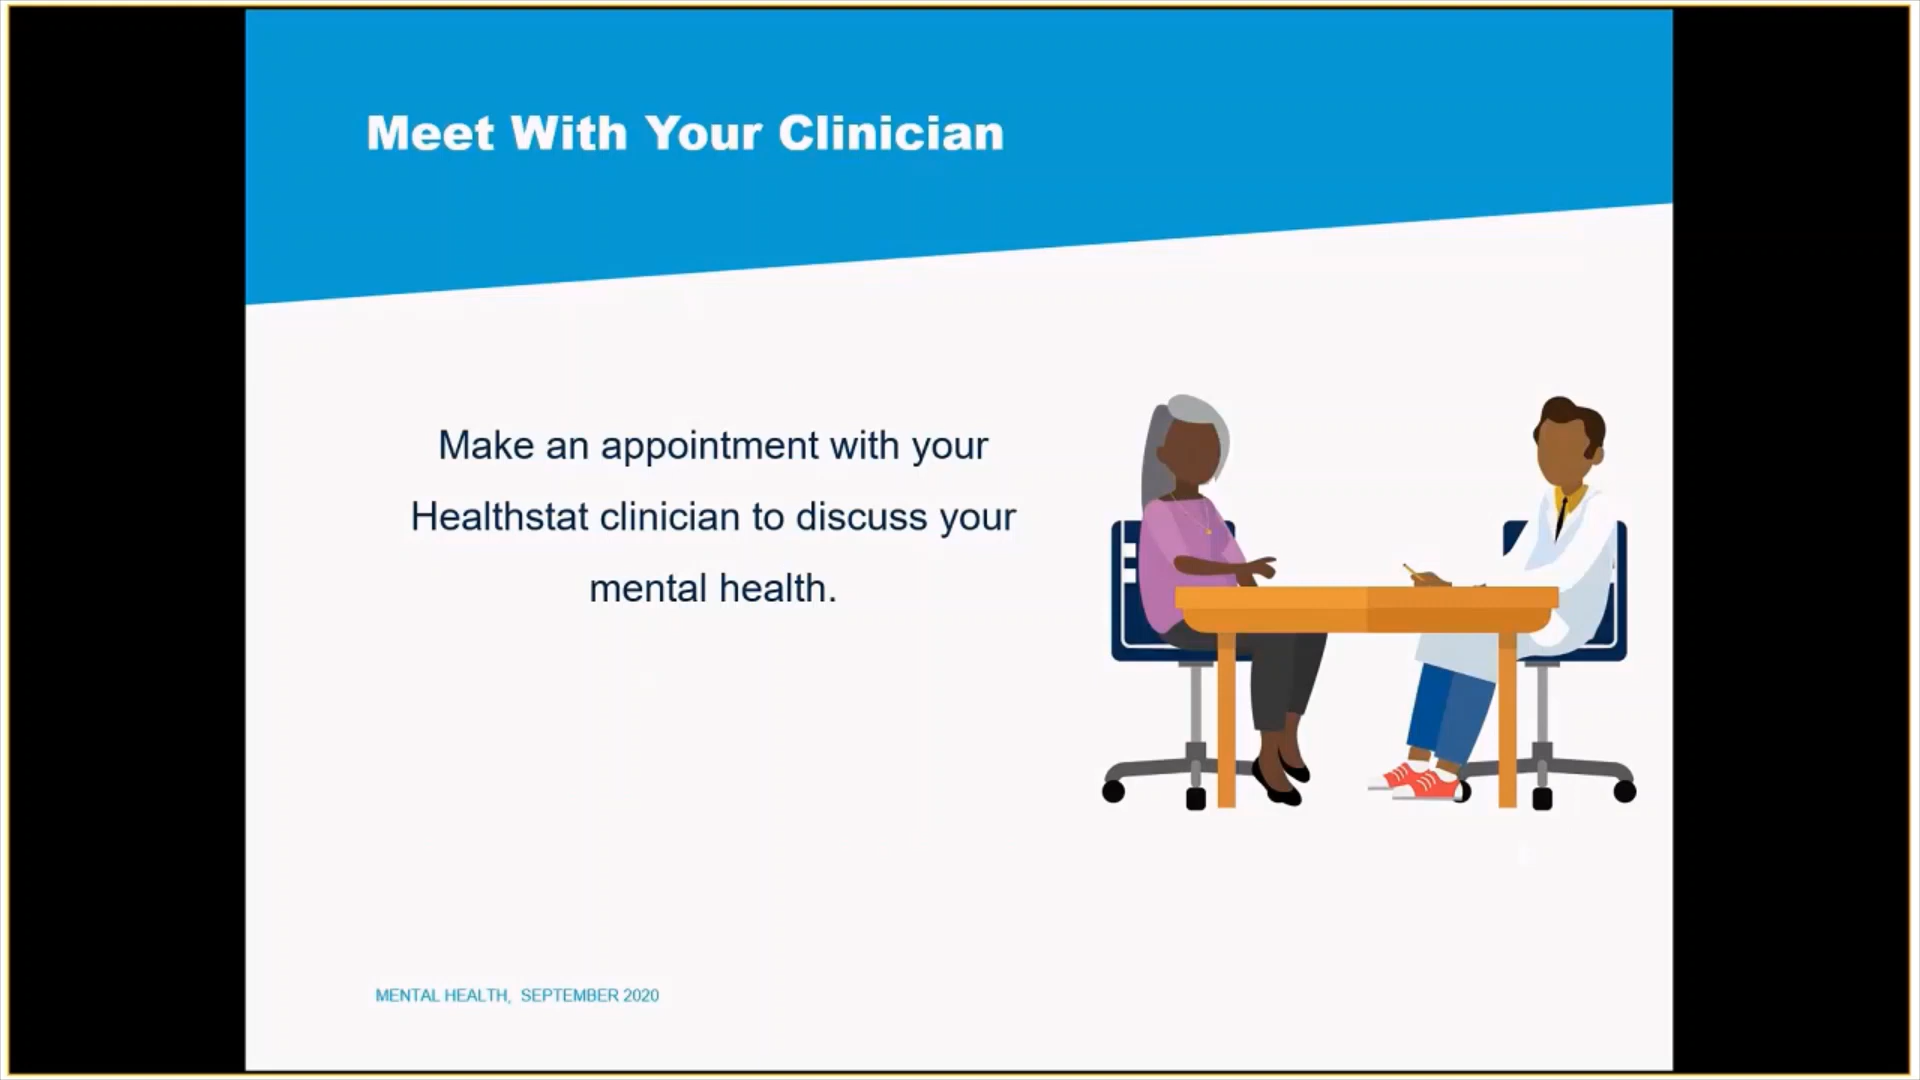 Meet With Your Clinician
Make an appointment with your
Healthstat clinician to discuss your
mental health.
MENTAL HEALTH,  SEPTEMBER 2020